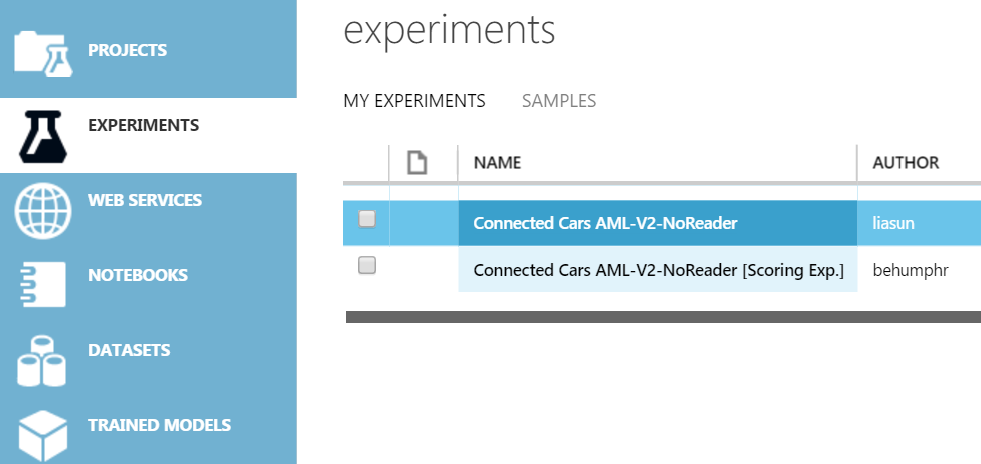 PROJECTS
EXPERIMENTS
WEB SERVICES
NOTEBOOKS
DATASETS
TRAINED MODELS
experiments
MY EXPERIMENTS SAMPLES
NAME AUTHOR
Connected Cars AML-V2-NoReader liasun
Connected Cars AML-V2-NoReader [Scoring Exp.] behumphr